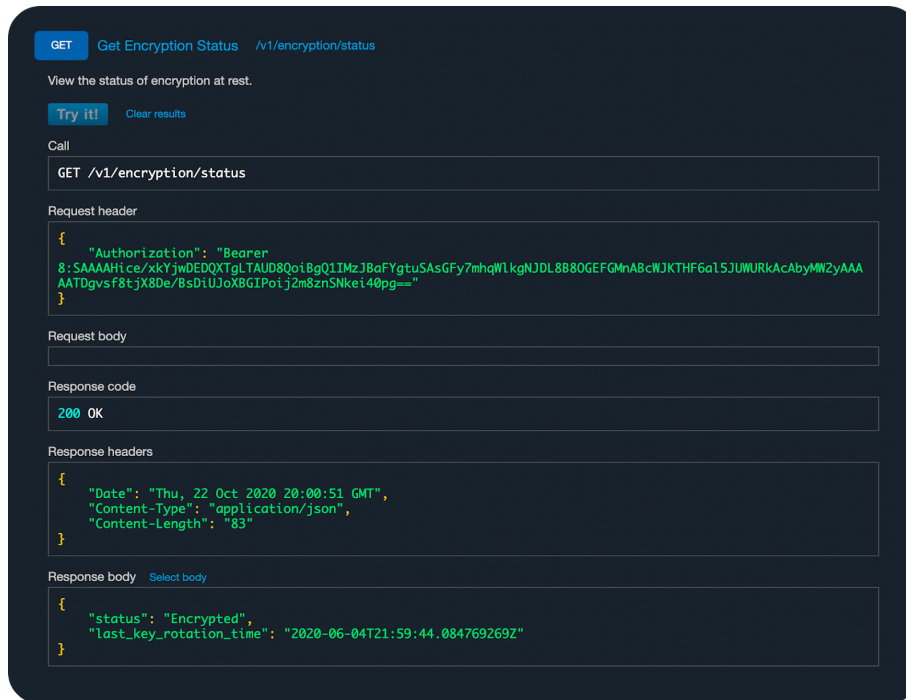 GET Get Encryption Status /v1/encryption/status
View the status of encryption at rest.
Try it! Clear results
Call
GET /v1/encryption/status
Request header
{
"Authorization": "Bearer
8:SAAAAHice/xkYjwDEDQXTgLTAUD8QoiBgQ1IMzJBaFYgtuSAsGFy7mhqWlkgNJDL8B8OGEFGMnABcWJKTHF6al5JUWURkAcAbyMW2yAAA
AATDgvsf8tjX8De/BsDiUJoXBGIPoij2m8znSNkei40pg=="
}
Request body
Response code
200 OK
Response headers
{
"Date": "Thu, 22 Oct 2020 20:00:51 GMT",
"Content-Type": "application/json",
"Content-Length": "83"
}
Response body Select body
{
"status": "Encrypted",
"last_key_rotation_time": "2020-06-04T21:59:44.084769269Z"
}